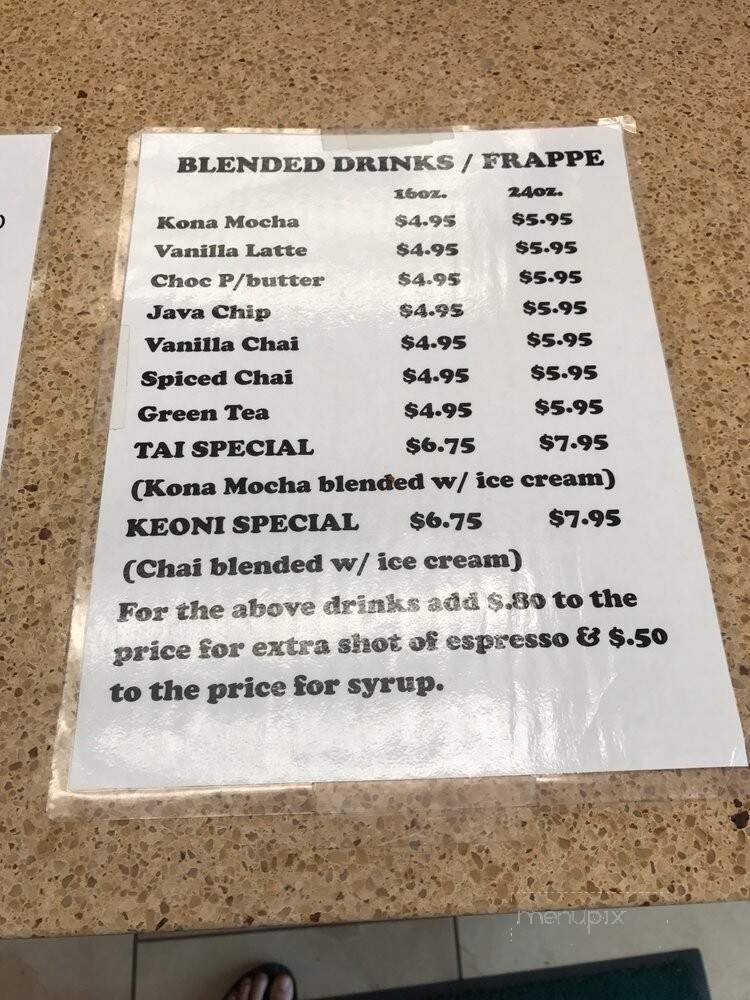 BLENDED DRINKS / FRAPPE
16oz. 24oz.
Kona Mocha $4.95 $5.95
Vanilla Latte $4.95 $5.95
Choc P/butter $4.95 $5.95
Java Chip $4.95 $5.95
Vanilla Chai $4.95 $5.95
Spiced Chai $4.95 $5.95
Green Tea $4.95 $5.95
TAI SPECIAL $6.75 $7.95
(Kona Mocha blended w/ ice cream)
KEONI SPECIAL $6.75 $7.95
(Chai blended w/ ice cream)
For the above drinks add $.80 to the
price for extra shot of espresso & $.50
to the price for syrup.
menupix